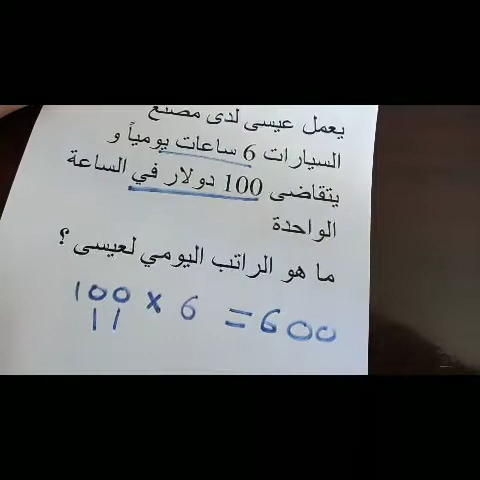 يعمل عيسى لدى مصنع
السيارات 6 ساعات يومياً و
يتقاضى 100 دولار في الساعة
الواحدة
ما هو الراتب اليومي لعيسى ؟
100 × 6 = 600
11